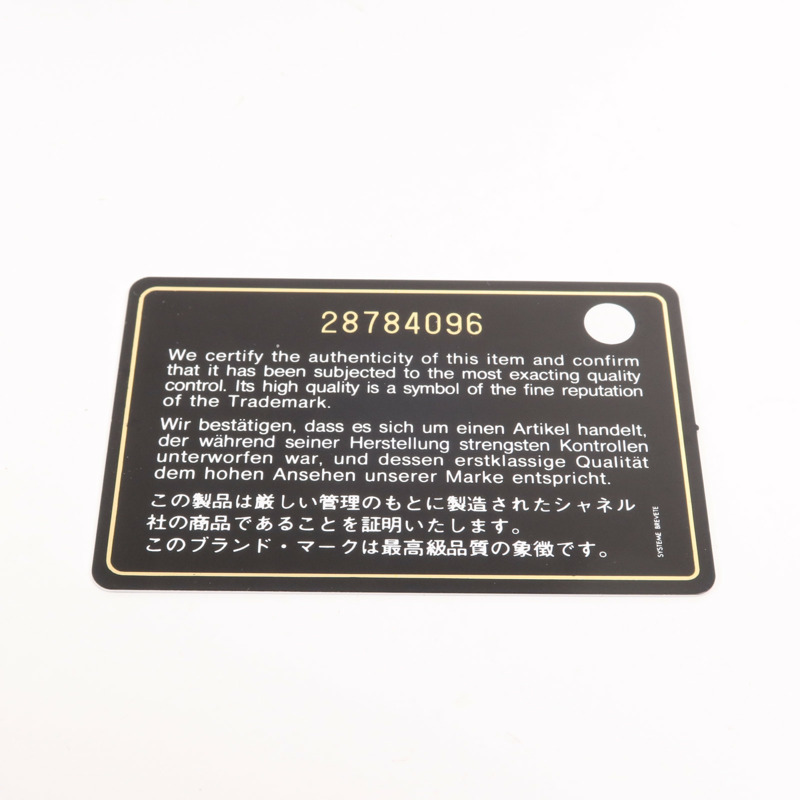 28784096
We certify the authenticity of this item and confirm
that it has been subjected to the most exacting quality
control. Its high quality is a symbol of the fine reputation
of the Trademark.
Wir bestätigen, dass es sich um einen Artikel handelt,
der während seiner Herstellung strengsten Kontrollen
unterworfen war, und dessen erstklassige Qualität
dem hohen Ansehen unserer Marke entspricht.
この製品は厳しい管理のもとに製造されたシャネル
社の商品であることを証明いたします。
このブランド・マークは最高級品質の象徴です。
SYSTEME BREVETE